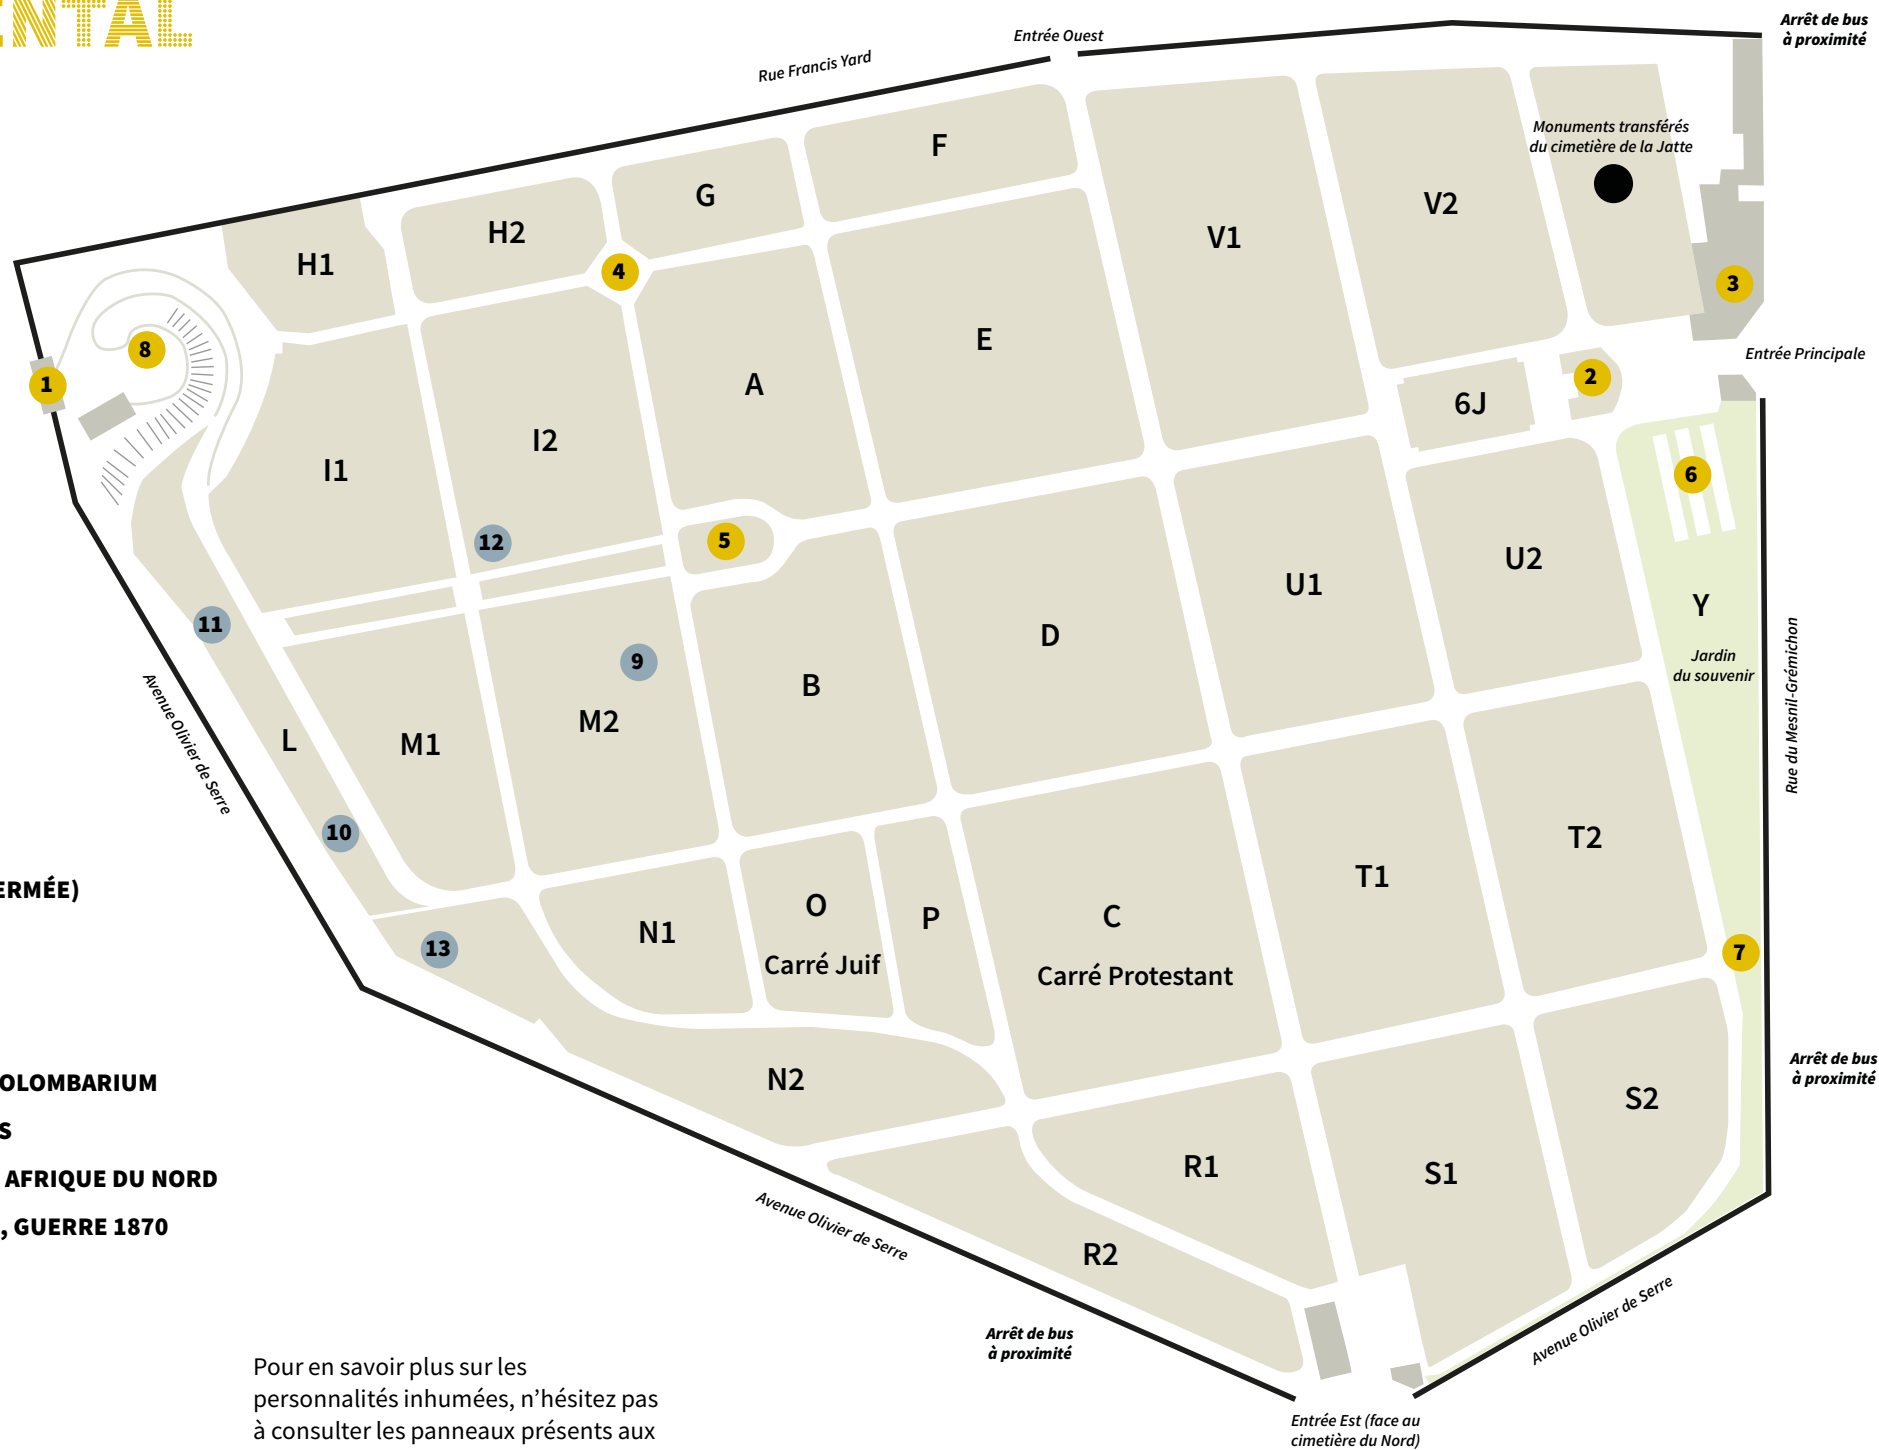 ENTAL
Arrêt de bus
à proximité
Entrée Ouest
Rue Francis Yard
F
Monuments transférés
du cimetière de la Jatte
G
V2
H2
V1
H1
4
3
E
8
Entrée Principale
2
1
A
6J
I2
I1
6
12
5
U2
U1
Y
11
D
9
Jardin
du souvenir
B
Rue du Mesnil-Grémichon
Avenue Olivier de Serre
M2
L
M1
10
T2
T1
ERMÉE)
O
P
C
N1
13
7
Carré Juif
Carré Protestant
Arrêt de bus
à proximité
N2
OLOMBARIUM
S2
S
R1
S1
AFRIQUE DU NORD
Avenue Olivier de Serre
, GUERRE 1870
R2
Avenue Olivier de Serre
Arrêt de bus
à proximité
Pour en savoir plus sur les
personnalités inhumées, n’hésitez pas
à consulter les panneaux présents aux
Entrée Est (face au
cimetière du Nord)